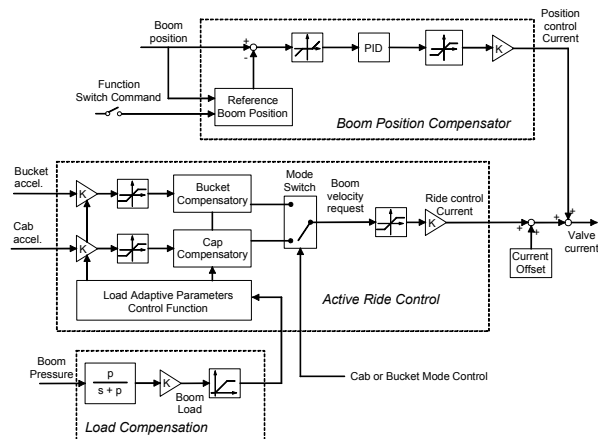 Boom
position
Function
Switch Command
+
-
Reference
Boom Position
PID
K
Position
control
Current
Boom Position Compensator
Bucket
accel.
Cab
accel.
K
K
Bucket
Compensatory
Cap
Compensatory
Mode
Switch
Boom
velocity
request
K
Ride control
Current
+
+
+
+
Current
Offset
Valve
current
Load Adaptive Parameters
Control Function
Active Ride Control
Boom
Pressure
p
s + p
K
Boom
Load
Cab or Bucket Mode Control
Load Compensation